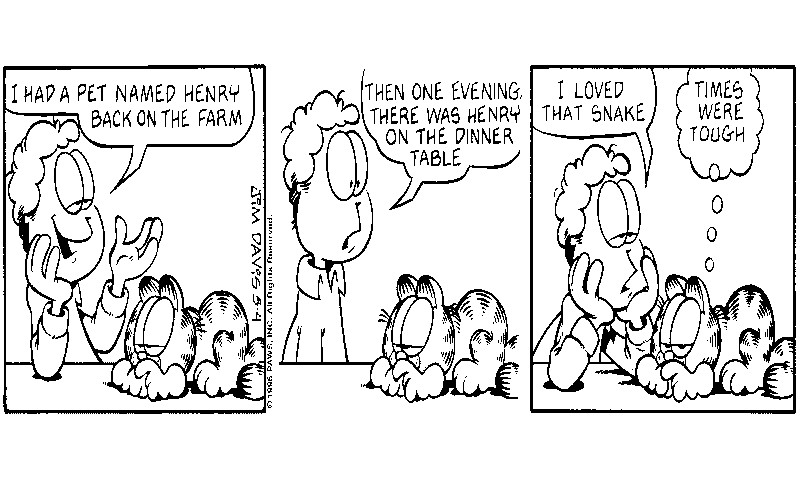 I HAD A PET NAMED HENRY
BACK ON THE FARM
JIM DAVIS 5-4
© 1996 PAWS, INC. All Rights Reserved.
THEN ONE EVENING,
THERE WAS HENRY
ON THE DINNER
TABLE
I LOVED
THAT SNAKE
TIMES
WERE
TOUGH